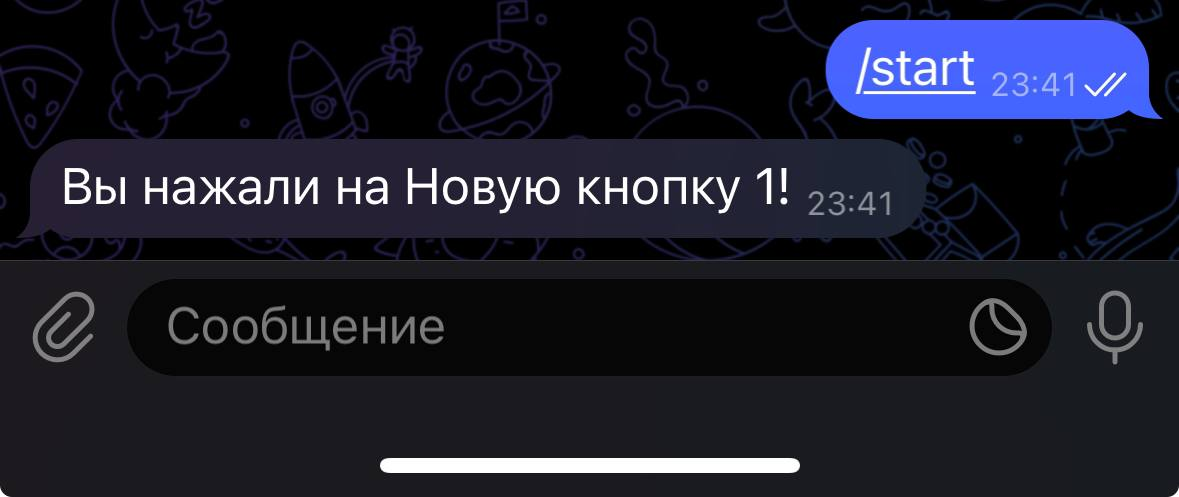 /start 23:41
Вы нажали на Новую кнопку 1! 23:41
Сообщение